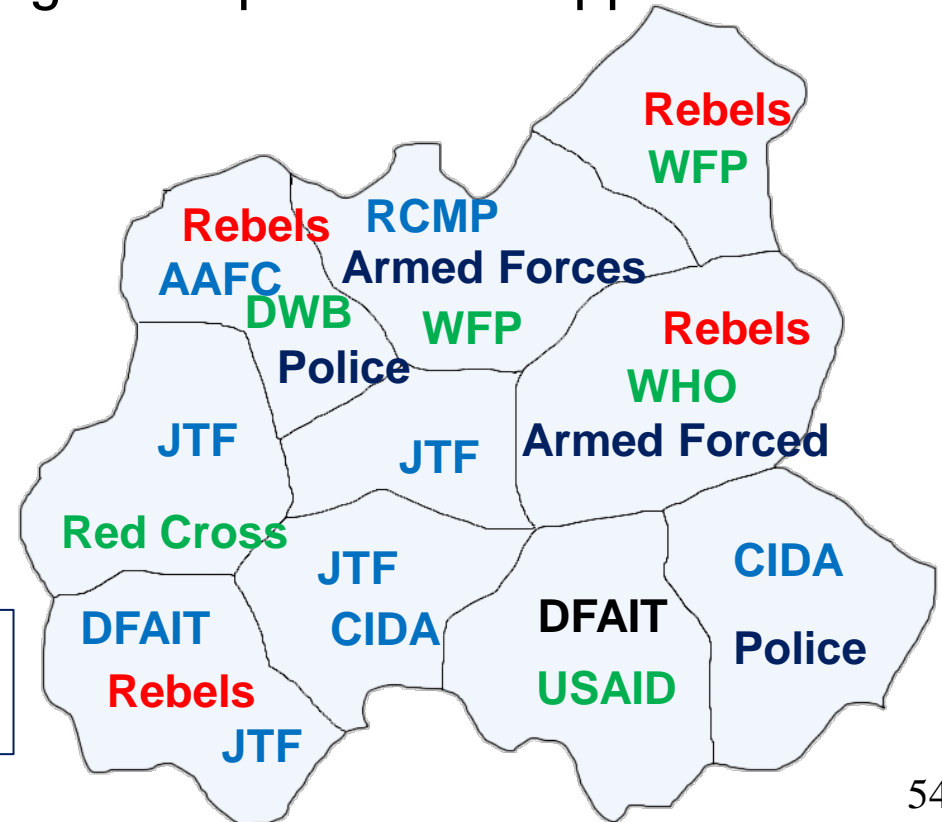 Rebels
WFP
RCMP
Rebels
Armed Forces
AAFC
DWB
WFP
Rebels
Police
WHO
JTF
JTF
Armed Forced
Red Cross
JTF
CIDA
DFAIT
CIDA
DFAIT
Police
Rebels
USAID
JTF
54